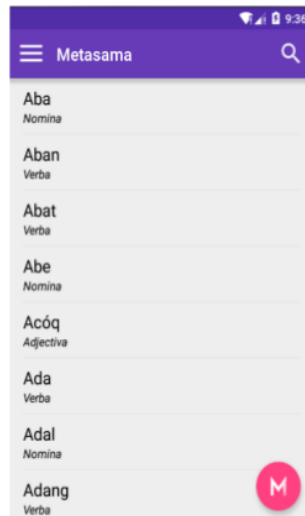 9:36
Metasama
Aba
Nomina
Aban
Verba
Abat
Verba
Abe
Nomina
Acóq
Adjectiva
Ada
Verba
Adal
Nomina
Adang
Verba
M